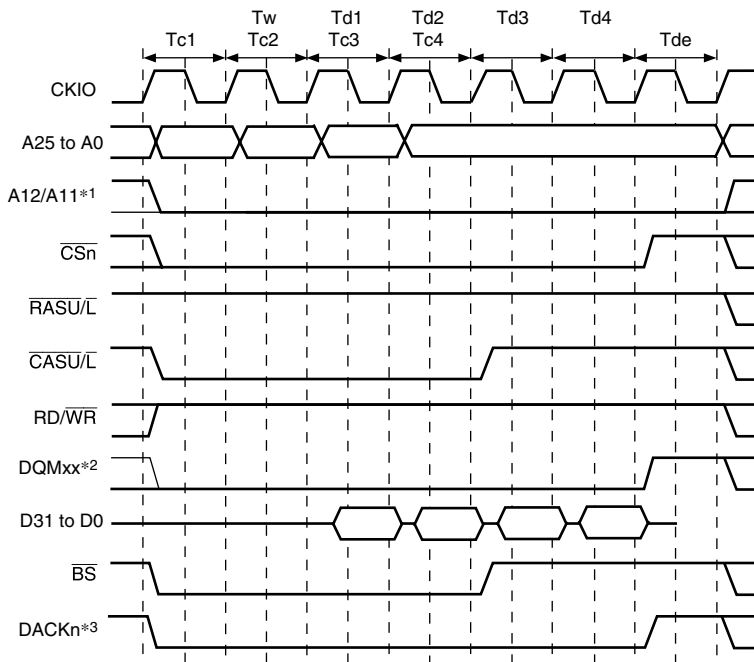 Tw Td1 Td2 Td3 Td4
Tc1 Tc2 Tc3 Tc4 Tde
CKIO
A25 to A0
A12/A11*1
CSn
RASU/L
CASU/L
RD/WR
DQMxx*2
D31 to D0
BS
DACKn*3